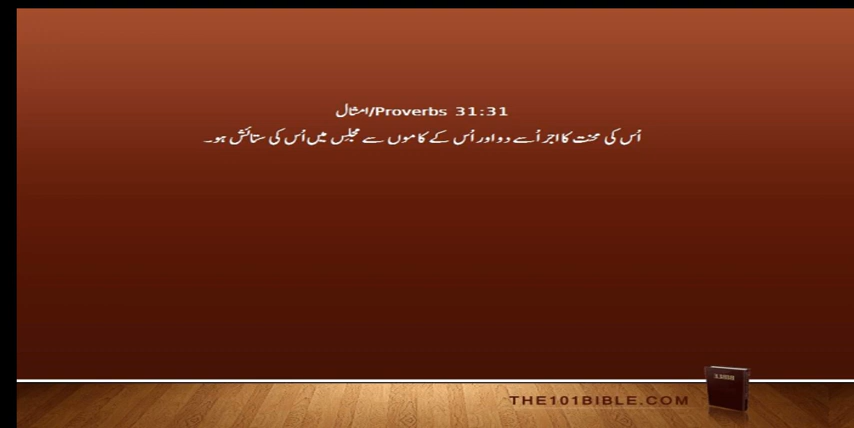 امثال/Proverbs 31:31
اُس کی محنت کا اجر اُسے دو اور اُس کے کاموں سے مجلِس میں اُس کی ستائش ہو۔
THE101BIBLE.COM